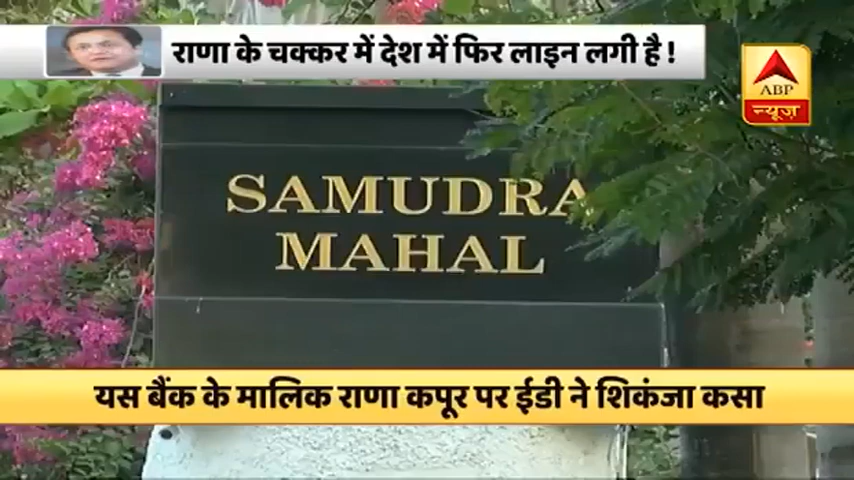 राणा के चक्कर में देश में फिर लाइन लगी है !
ABP
न्यूज़
SAMUDRA
MAHAL
यस बैंक के मालिक राणा कपूर पर ईडी ने शिकंजा कसा